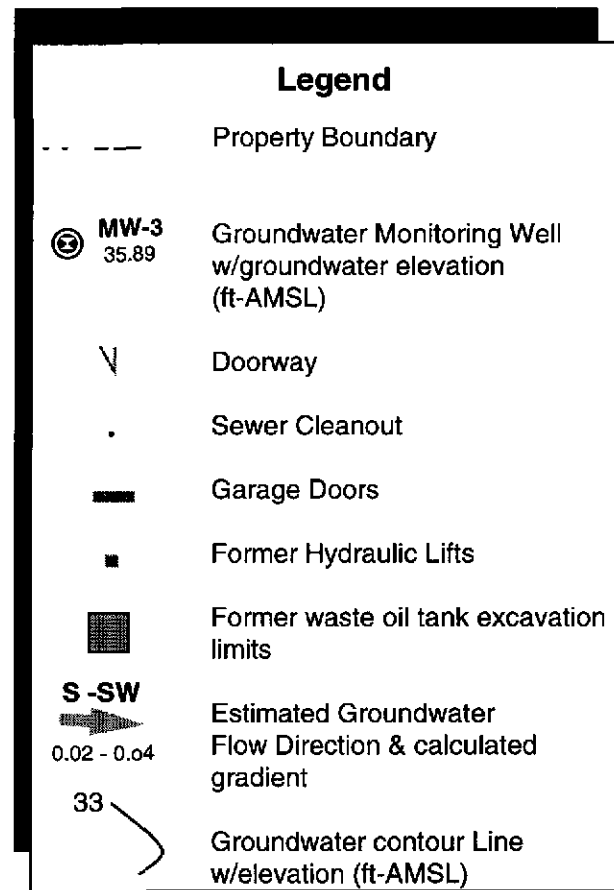 Legend
Property Boundary
MW-3
35.89
Groundwater Monitoring Well
w/groundwater elevation
(ft-AMSL)
Doorway
Sewer Cleanout
Garage Doors
Former Hydraulic Lifts
Former waste oil tank excavation
limits
S -SW
0.02 - 0.o4
Estimated Groundwater
Flow Direction & calculated
gradient
33
Groundwater contour Line
w/elevation (ft-AMSL)